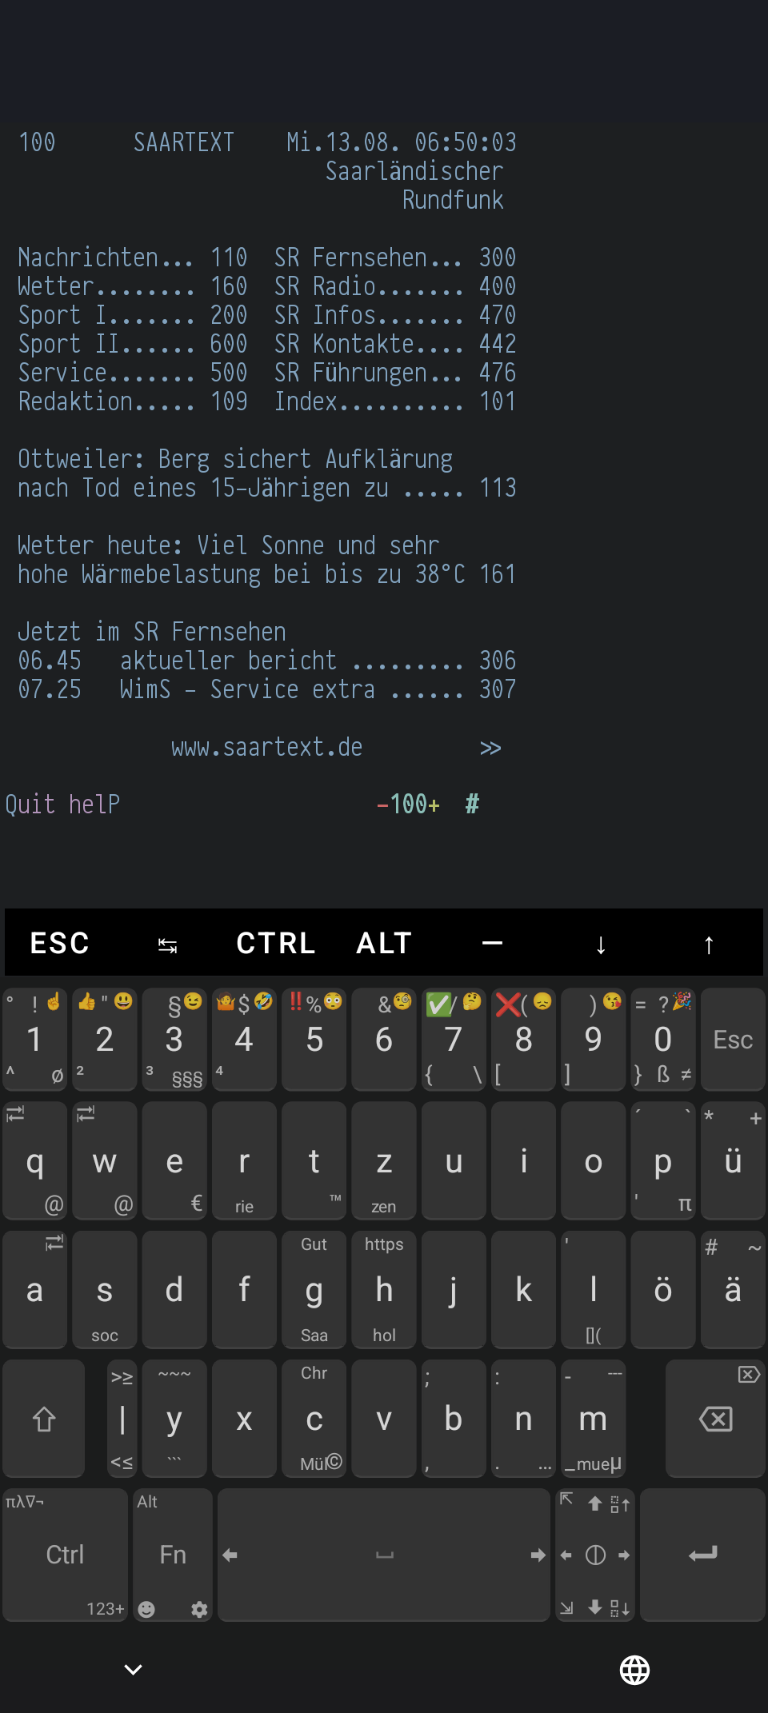 100 SAARTEXT Mi.13.08. 06:50:03
Saarländischer
Rundfunk
Nachrichten... 110 SR Fernsehen... 300
Wetter........ 160 SR Radio....... 400
Sport I....... 200 SR Infos....... 470
Sport II...... 600 SR Kontakte.... 442
Service....... 500 SR Führungen... 476
Redaktion..... 109 Index.......... 101
Ottweiler: Berg sichert Aufklärung
nach Tod eines 15-Jährigen zu ..... 113
Wetter heute: Viel Sonne und sehr
hohe Wärmebelastung bei bis zu 38°C 161
Jetzt im SR Fernsehen
06.45 aktueller bericht ......... 306
07.25 WimS - Service extra ...... 307
www.saartext.de >>
Quit helP -100+ #
ESC ↹ CTRL ALT — ↓ ↑
° ! ☝ 👍 " 😃 § 😉 🤷 $ 🤣 ‼ % 😳 & 🧐 ✅ / 🤔 ❌ ( 😞 ) 😘 = ? 🎉
1 2 3 4 5 6 7 8 9 0 Esc
^ ø ² ³ §§§ ⁴ { \ [ ] } ß ≠
´ ` * +
q w e r t z u i o p ü
@ @ € rie ™ zen ' π
Gut https ' # ~
a s d f g h j k l ö ä
soc Saa hol [](
>≥ ~~~ Chr ; : - ---
| y x c v b n m
<≤ ``` Mül© , . … _mueµ
πλ∇¬ Alt
Ctrl Fn
123+